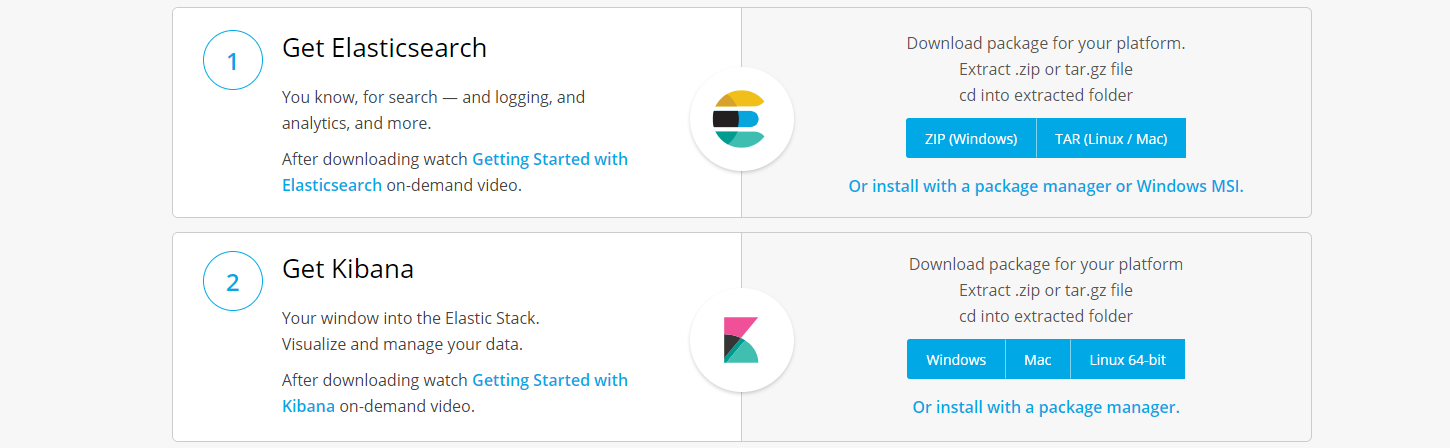 1
Get Elasticsearch
You know, for search — and logging, and
analytics, and more.
After downloading watch Getting Started with
Elasticsearch on-demand video.
Download package for your platform.
Extract .zip or tar.gz file
cd into extracted folder
ZIP (Windows) TAR (Linux / Mac)
Or install with a package manager or Windows MSI.
2
Get Kibana
Your window into the Elastic Stack.
Visualize and manage your data.
After downloading watch Getting Started with
Kibana on-demand video.
Download package for your platform
Extract .zip or tar.gz file
cd into extracted folder
Windows Mac Linux 64-bit
Or install with a package manager.